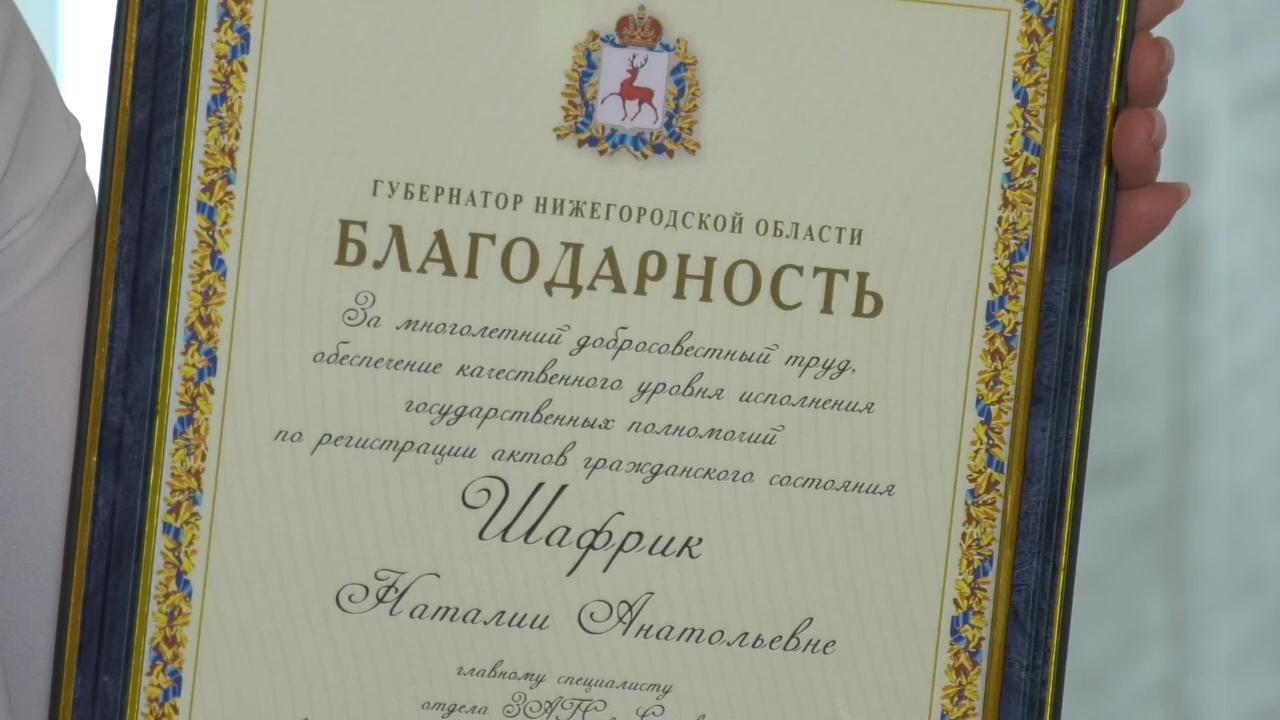 ГУБЕРНАТОР НИЖЕГОРОДСКОЙ ОБЛАСТИ
БЛАГОДАРНОСТЬ
За многолетний добросовестный труд,
обеспечение качественного уровня исполнения
государственных полномочий
по регистрации актов гражданского состояния
Шафрик
Наталии Анатольевне
главному специалисту
отдела ЗАГС